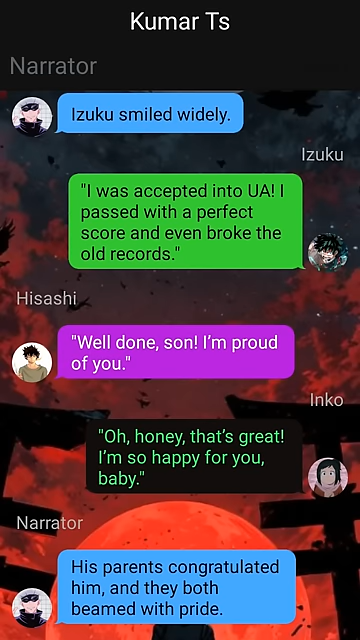 Kumar Ts
Narrator
Izuku smiled widely.
Izuku
"I was accepted into UA! I
passed with a perfect
score and even broke the
old records."
Hisashi
"Well done, son! I'm proud
of you."
Inko
"Oh, honey, that's great!
I'm so happy for you,
baby."
Narrator
His parents congratulated
him, and they both
beamed with pride.